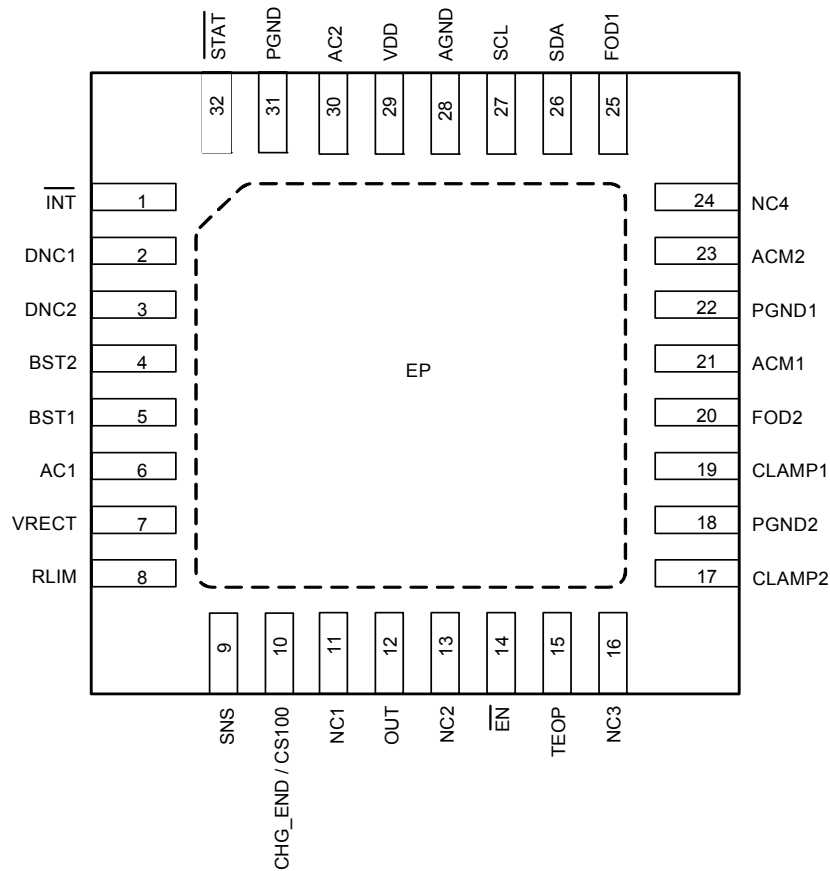 STAT
PGND
AC2
VDD
AGND
SCL
SDA
FOD1
32
31
30
29
28
27
26
25
INT 1
DNC1 2
DNC2 3
BST2 4
BST1 5
AC1 6
VRECT 7
RLIM 8
EP
24 NC4
23 ACM2
22 PGND1
21 ACM1
20 FOD2
19 CLAMP1
18 PGND2
17 CLAMP2
9
10
11
12
13
14
15
16
SNS
CHG_END / CS100
NC1
OUT
NC2
EN
TEOP
NC3